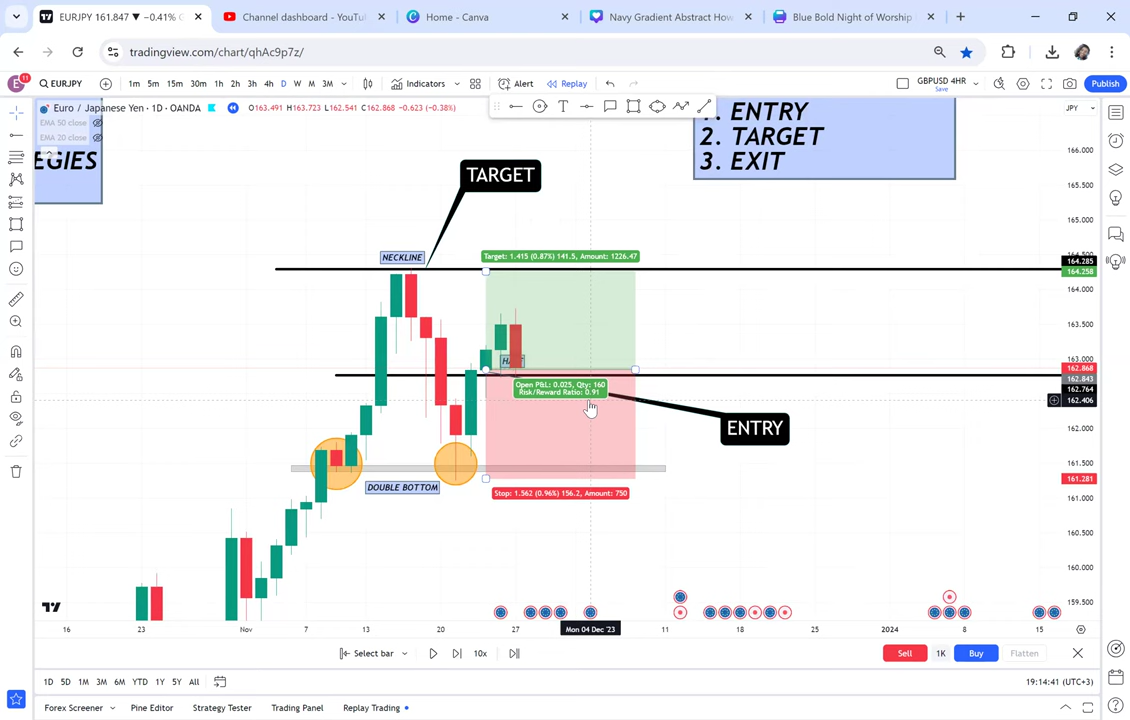 EURJPY 161.847 ▼ −0.41%
Channel dashboard - YouTu
Home - Canva
Navy Gradient Abstract How
Blue Bold Night of Worship
tradingview.com/chart/qhAc9p7z/
11
EURJPY
1m 5m 15m 30m 1h 2h 3h 4h D W M 3M
Indicators
Alert
Replay
GBPUSD 4HR
Save
Publish
Euro / Japanese Yen · 1D · OANDA
O163.491 H163.723 L162.541 C162.868 −0.623 (−0.38%)
JPY
EMA 50 close
EMA 20 close
EGIES
1. ENTRY
2. TARGET
3. EXIT
TARGET
NECKLINE
Target: 1.415 (0.87%) 141.5, Amount: 1226.47
Open P&L: 0.025, Qty: 160
Risk/Reward Ratio: 0.91
ENTRY
DOUBLE BOTTOM
Stop: 1.562 (0.96%) 156.2, Amount: 750
166.000
165.500
165.000
164.285
164.258
164.000
163.500
163.000
162.868
162.843
162.764
162.406
162.000
161.500
161.281
161.000
160.500
160.000
159.500
16 23 Nov 7 13 20 27 Mon 04 Dec '23 11 18 25 2024 8 15
Select bar
10x
Sell 1K Buy Flatten
1D 5D 1M 3M 6M YTD 1Y 5Y All
19:14:41 (UTC+3)
Forex Screener Pine Editor Strategy Tester Trading Panel Replay Trading